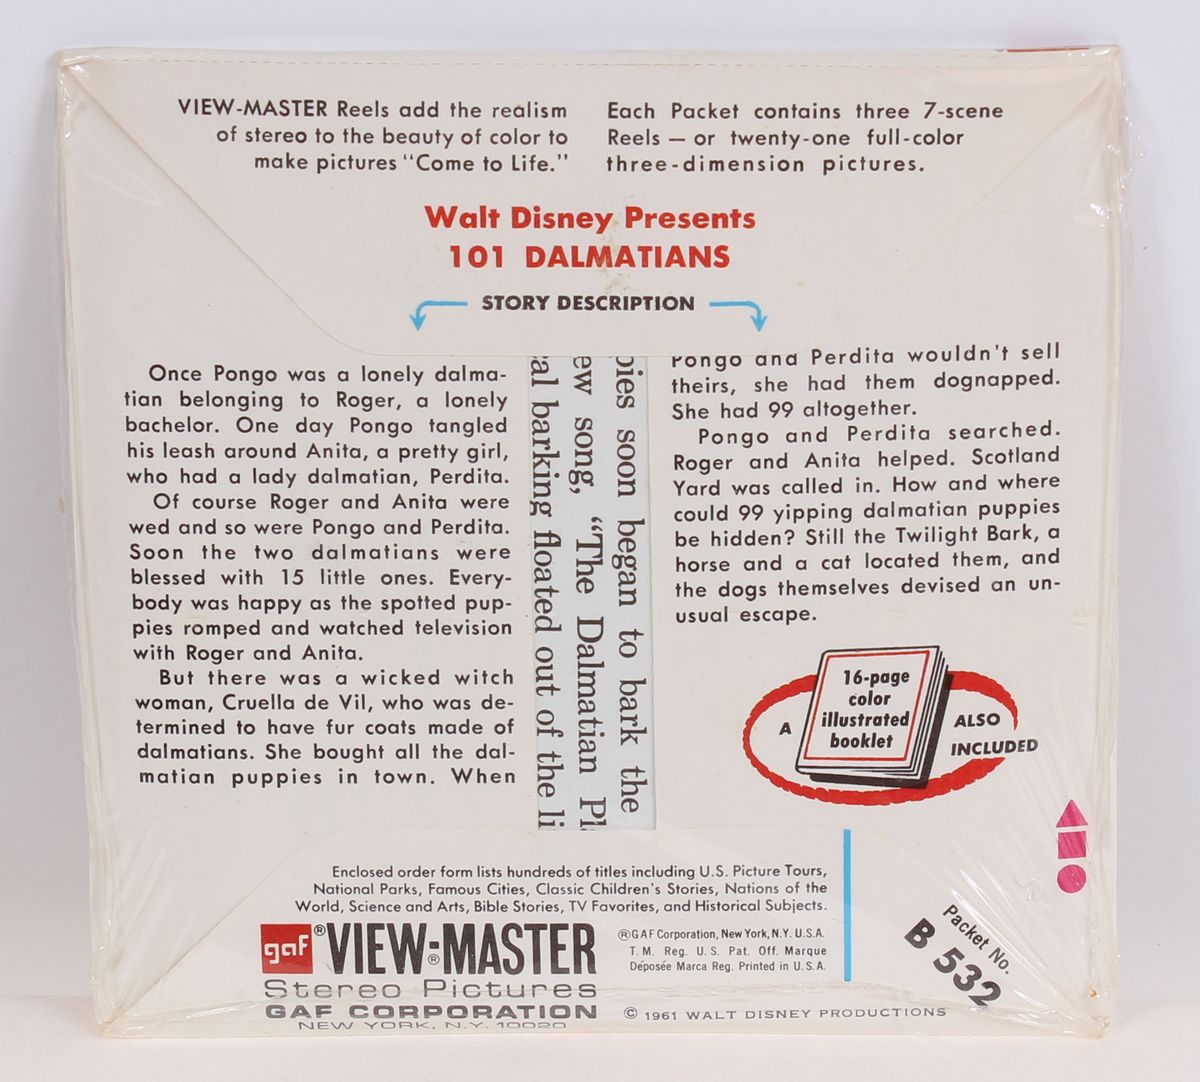 VIEW-MASTER Reels add the realism
of stereo to the beauty of color to
make pictures "Come to Life."
Each Packet contains three 7-scene
Reels — or twenty-one full-color
three-dimension pictures.
Walt Disney Presents
101 DALMATIANS
STORY DESCRIPTION
Once Pongo was a lonely dalma-
tian belonging to Roger, a lonely
bachelor. One day Pongo tangled
his leash around Anita, a pretty girl,
who had a lady dalmatian, Perdita.
Of course Roger and Anita were
wed and so were Pongo and Perdita.
Soon the two dalmatians were
blessed with 15 little ones. Every-
body was happy as the spotted pup-
pies romped and watched television
with Roger and Anita.
But there was a wicked witch
woman, Cruella de Vil, who was de-
termined to have fur coats made of
dalmatians. She bought all the dal-
matian puppies in town. When
pies soon began to bark the
ew song, "The Dalmatian Pl
al barking floated out of the li
Pongo and Perdita wouldn't sell
theirs, she had them dognapped.
She had 99 altogether.
Pongo and Perdita searched.
Roger and Anita helped. Scotland
Yard was called in. How and where
could 99 yipping dalmatian puppies
be hidden? Still the Twilight Bark, a
horse and a cat located them, and
the dogs themselves devised an un-
usual escape.
A
16-page
color
illustrated
booklet
ALSO
INCLUDED
Enclosed order form lists hundreds of titles including U.S. Picture Tours,
National Parks, Famous Cities, Classic Children's Stories, Nations of the
World, Science and Arts, Bible Stories, TV Favorites, and Historical Subjects.
gaf® VIEW-MASTER®
Stereo Pictures
GAF CORPORATION
NEW YORK, N.Y. 10020
®GAF Corporation, New York, N.Y. U.S.A.
T.M. Reg. U.S. Pat. Off. Marque
Déposée Marca Reg. Printed in U.S.A.
© 1961 WALT DISNEY PRODUCTIONS
Packet No.
B 532